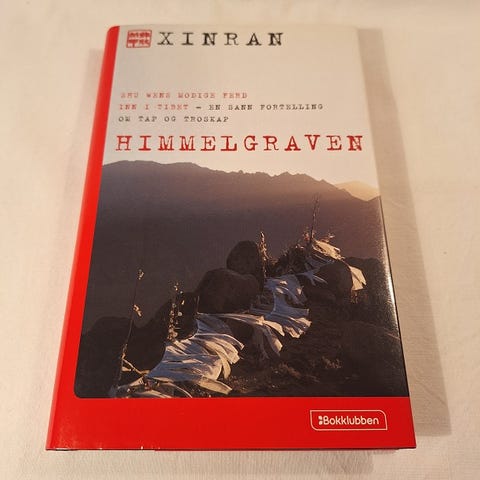 XINRAN
SHU WENS MODIGE FERD
INN I TIBET – EN SANN FORTELLING
OM TAP OG TROSKAP
HIMMELGRAVEN
Bokklubben